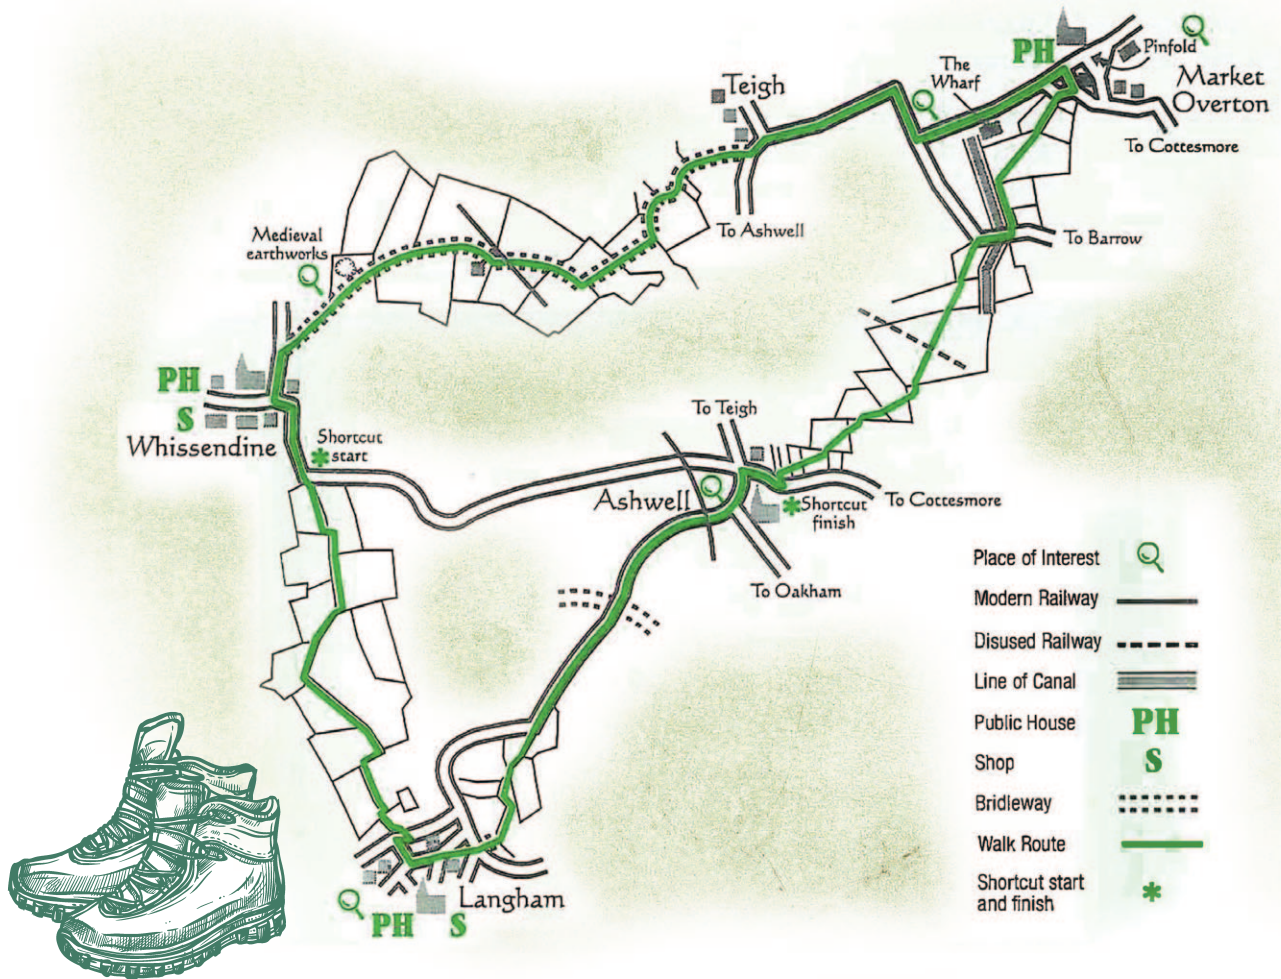 PH
Pinfold
Market
Overton
The
Wharf
To Cottesmore
Teigh
To Ashwell
To Barrow
Medieval
earthworks
PH
S
Whissendine
Shortcut
start
To Teigh
Ashwell
Shortcut
finish
To Cottesmore
To Oakham
Place of Interest
Modern Railway
Disused Railway
Line of Canal
Public House PH
Shop S
Bridleway
Walk Route
Shortcut start
and finish
Langham
PH S